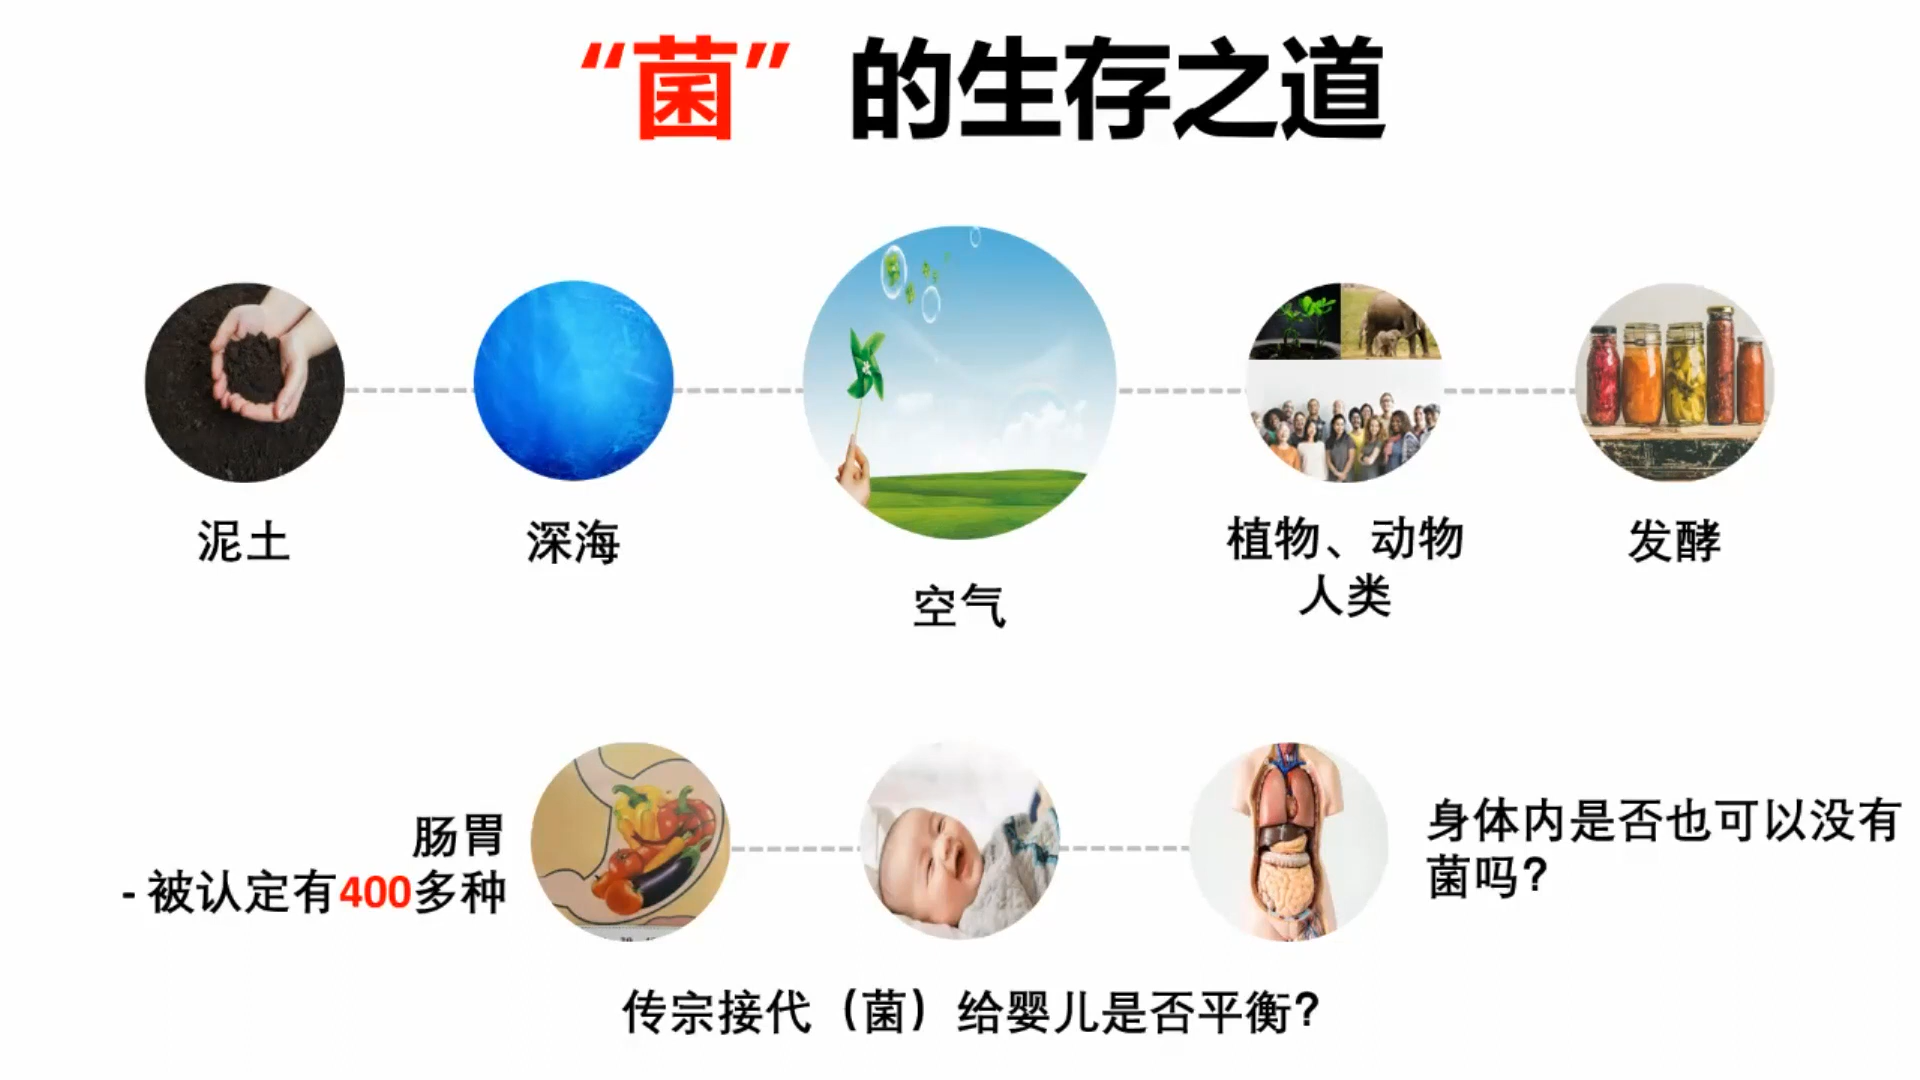 “菌” 的生存之道
泥土
深海
空气
植物、动物
人类
发酵
肠胃
- 被认定有400多种
身体内是否也可以没有
菌吗?
传宗接代（菌）给婴儿是否平衡?